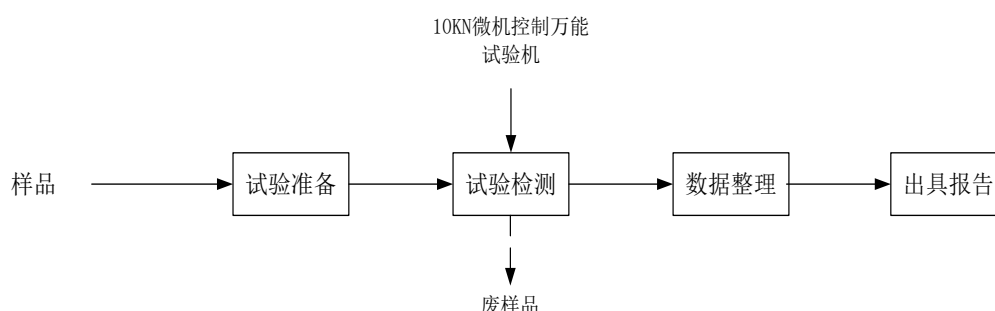 10KN微机控制万能
试验机
样品
试验准备
试验检测
数据整理
出具报告
废样品